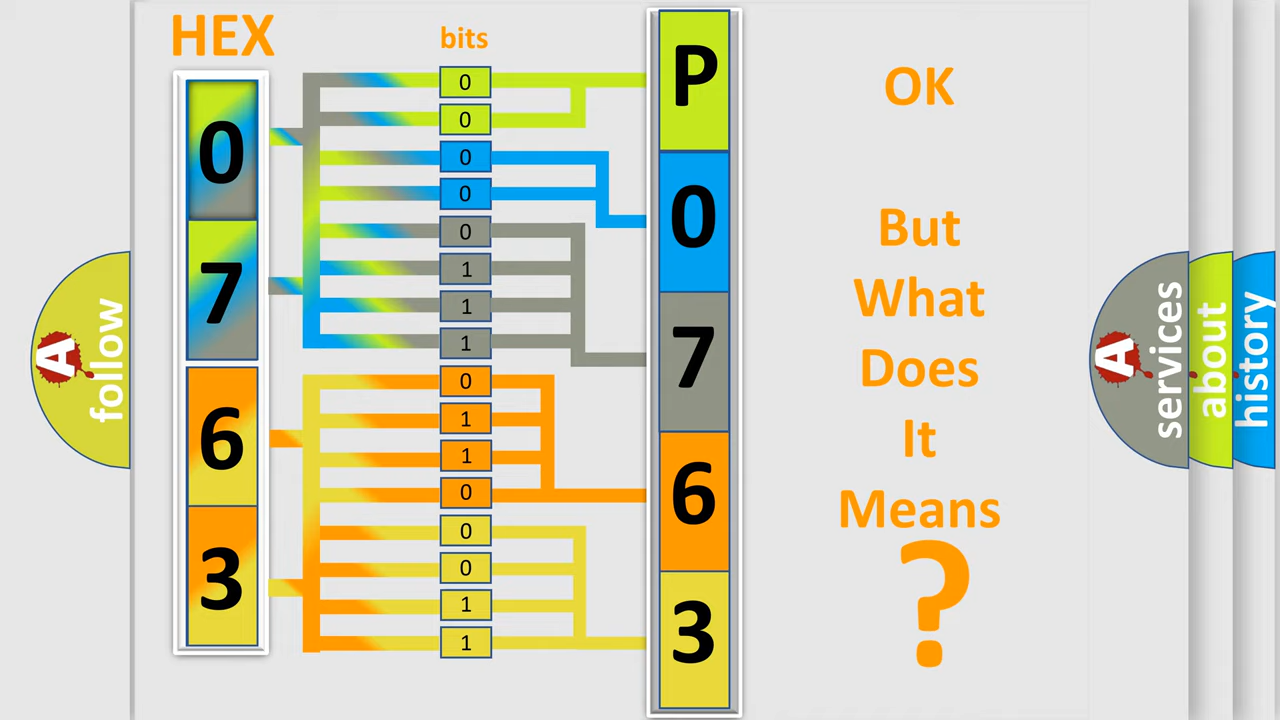 HEX
bits
0
7
6
3
0
0
0
0
0
1
1
1
0
1
1
0
0
0
1
1
P
0
7
6
3
OK
But
What
Does
It
Means
?
A
follow
A
services
about
history